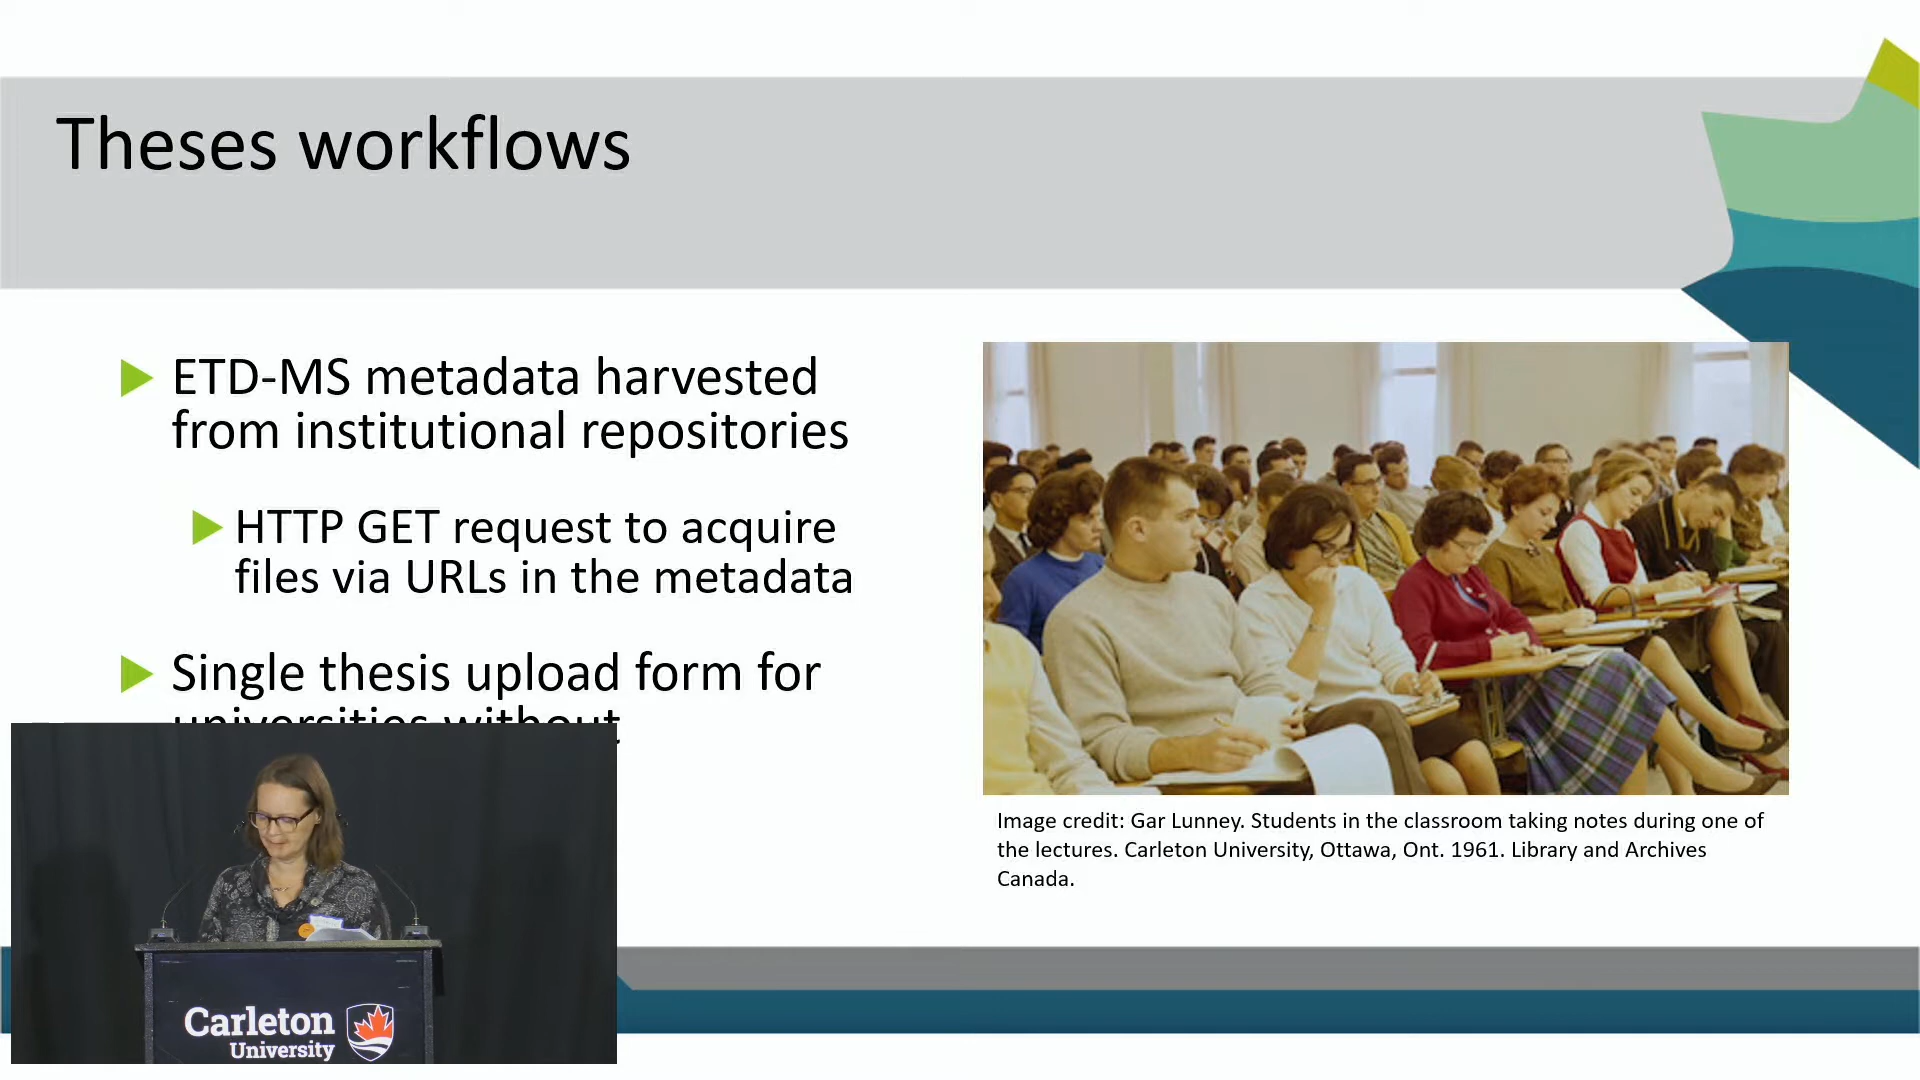 Theses workflows
ETD-MS metadata harvested
from institutional repositories
HTTP GET request to acquire
files via URLs in the metadata
Single thesis upload form for
universities without
Image credit: Gar Lunney. Students in the classroom taking notes during one of
the lectures. Carleton University, Ottawa, Ont. 1961. Library and Archives
Canada.
Carleton
University